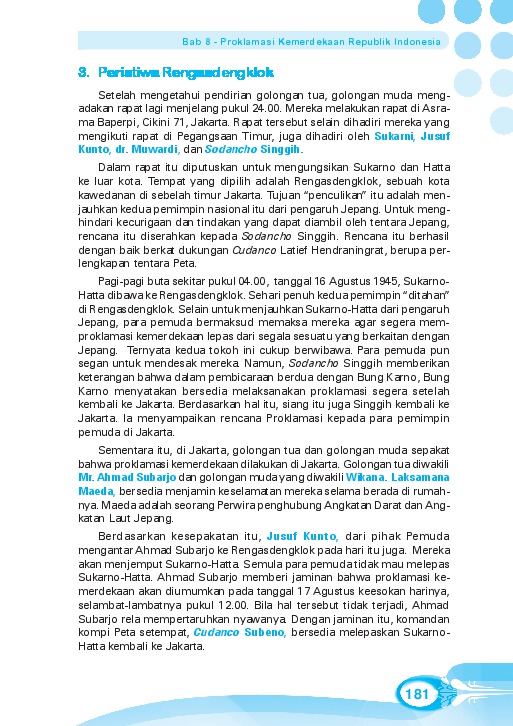 Bab 8 - Proklamasi Kemerdekaan Republik Indonesia
3. Peristiwa Rengasdengklok
Setelah mengetahui pendirian golongan tua, golongan muda meng-
adakan rapat lagi menjelang pukul 24.00. Mereka melakukan rapat di Asra-
ma Baperpi, Cikini 71, Jakarta. Rapat tersebut selain dihadiri mereka yang
mengikuti rapat di Pegangsaan Timur, juga dihadiri oleh Sukarni, Jusuf
Kunto, dr. Muwardi, dan Sodancho Singgih.
Dalam rapat itu diputuskan untuk mengungsikan Sukarno dan Hatta
ke luar kota. Tempat yang dipilih adalah Rengasdengklok, sebuah kota
kawedanan di sebelah timur Jakarta. Tujuan “penculikan” itu adalah men-
jauhkan kedua pemimpin nasional itu dari pengaruh Jepang. Untuk meng-
hindari kecurigaan dan tindakan yang dapat diambil oleh tentara Jepang,
rencana itu diserahkan kepada Sodancho Singgih. Rencana itu berhasil
dengan baik berkat dukungan Cudanco Latief Hendraningrat, berupa per-
lengkapan tentara Peta.
Pagi-pagi buta sekitar pukul 04.00, tanggal 16 Agustus 1945, Sukarno-
Hatta dibawa ke Rengasdengklok. Sehari penuh kedua pemimpin “ditahan”
di Rengasdengklok. Selain untuk menjauhkan Sukarno-Hatta dari pengaruh
Jepang, para pemuda bermaksud memaksa mereka agar segera mem-
proklamasi kemerdekaan lepas dari segala sesuatu yang berkaitan dengan
Jepang. Ternyata kedua tokoh ini cukup berwibawa. Para pemuda pun
segan untuk mendesak mereka. Namun, Sodancho Singgih memberikan
keterangan bahwa dalam pembicaraan berdua dengan Bung Karno, Bung
Karno menyatakan bersedia melaksanakan proklamasi segera setelah
kembali ke Jakarta. Berdasarkan hal itu, siang itu juga Singgih kembali ke
Jakarta. Ia menyampaikan rencana Proklamasi kepada para pemimpin
pemuda di Jakarta.
Sementara itu, di Jakarta, golongan tua dan golongan muda sepakat
bahwa proklamasi kemerdekaan dilakukan di Jakarta. Golongan tua diwakili
Mr. Ahmad Subarjo dan golongan muda yang diwakili Wikana. Laksamana
Maeda, bersedia menjamin keselamatan mereka selama berada di rumah-
nya. Maeda adalah seorang Perwira penghubung Angkatan Darat dan Ang-
katan Laut Jepang.
Berdasarkan kesepakatan itu, Jusuf Kunto, dari pihak Pemuda
mengantar Ahmad Subarjo ke Rengasdengklok pada hari itu juga. Mereka
akan menjemput Sukarno-Hatta. Semula para pemuda tidak mau melepas
Sukarno-Hatta. Ahmad Subarjo memberi jaminan bahwa proklamasi ke-
merdekaan akan diumumkan pada tanggal 17 Agustus keesokan harinya,
selambat-lambatnya pukul 12.00. Bila hal tersebut tidak terjadi, Ahmad
Subarjo rela mempertaruhkan nyawanya. Dengan jaminan itu, komandan
kompi Peta setempat, Cudanco Subeno, bersedia melepaskan Sukarno-
Hatta kembali ke Jakarta.
181